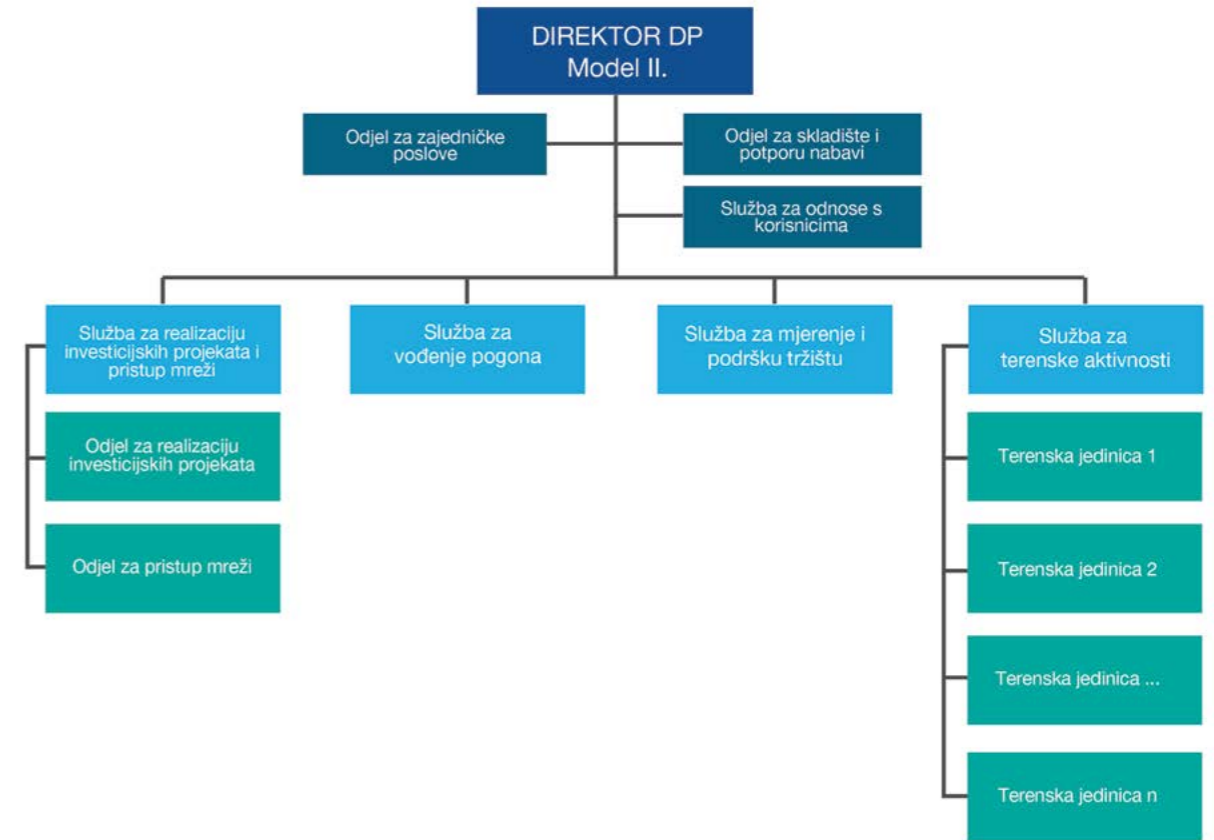 DIREKTOR DP
Model II.
Odjel za zajedničke
poslove
Odjel za skladište i
potporu nabavi
Služba za odnose s
korisnicima
Služba za realizaciju
investicijskih projekata i
pristup mreži
Služba za
vođenje pogona
Služba za mjerenje i
podršku tržištu
Služba za
terenske aktivnosti
Odjel za realizaciju
investicijskih projekata
Odjel za pristup mreži
Terenska jedinica 1
Terenska jedinica 2
Terenska jedinica ...
Terenska jedinica n